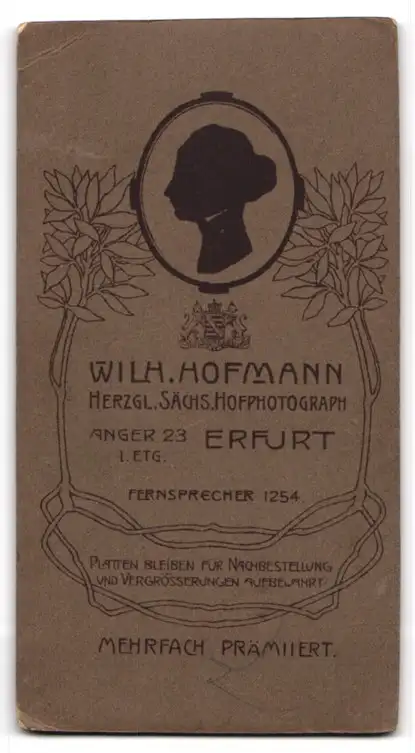 WILH. HOFMANN
HERZGL. SÄCHS. HOFPHOTOGRAPH
ANGER 23 ERFURT
I. ETG.
FERNSPRECHER 1254
PLATTEN BLEIBEN FÜR NACHBESTELLUNG
UND VERGRÖSSERUNGEN AUFBEWAHRT
MEHRFACH PRÄMIIERT.